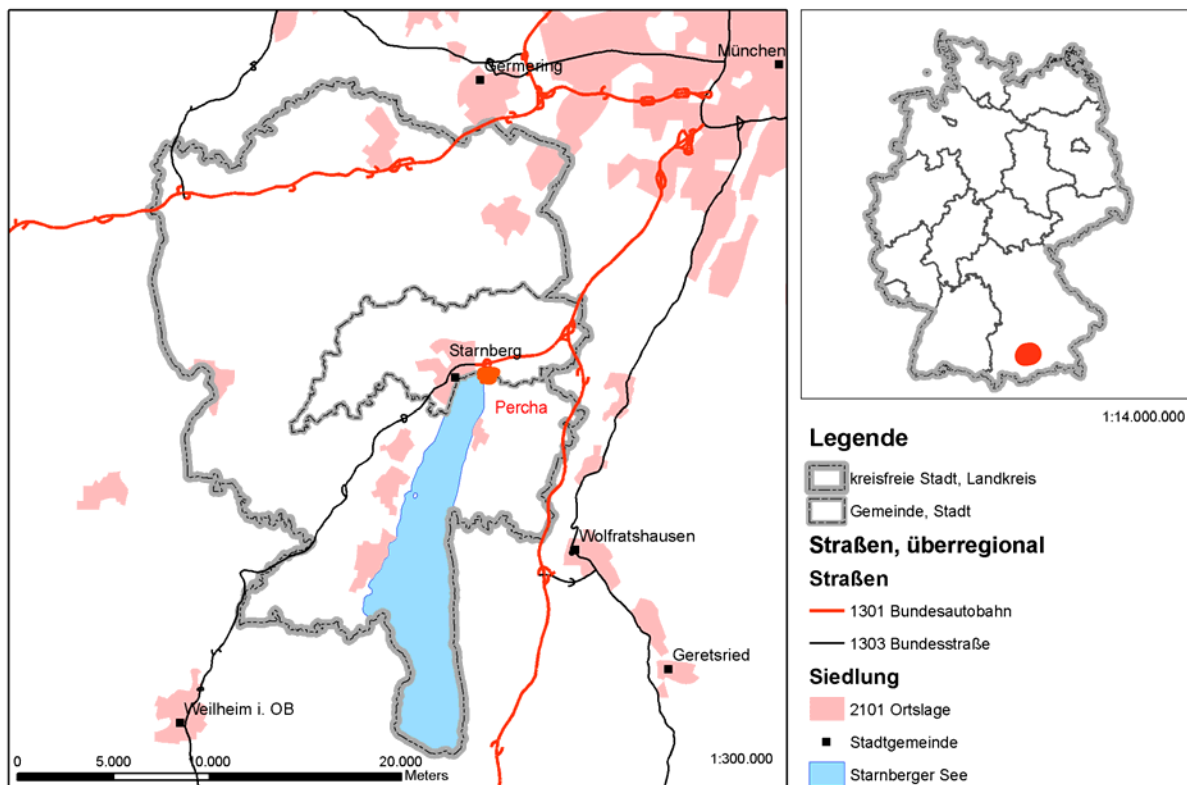 München
Germering
Starnberg
Percha
Wolfratshausen
Geretsried
Weilheim i. OB
1:300.000
0
5.000
10.000
20.000
Meters
1:14.000.000
Legende
kreisfreie Stadt, Landkreis
Gemeinde, Stadt
Straßen, überregional
Straßen
1301 Bundesautobahn
1303 Bundesstraße
Siedlung
2101 Ortslage
Stadtgemeinde
Starnberger See